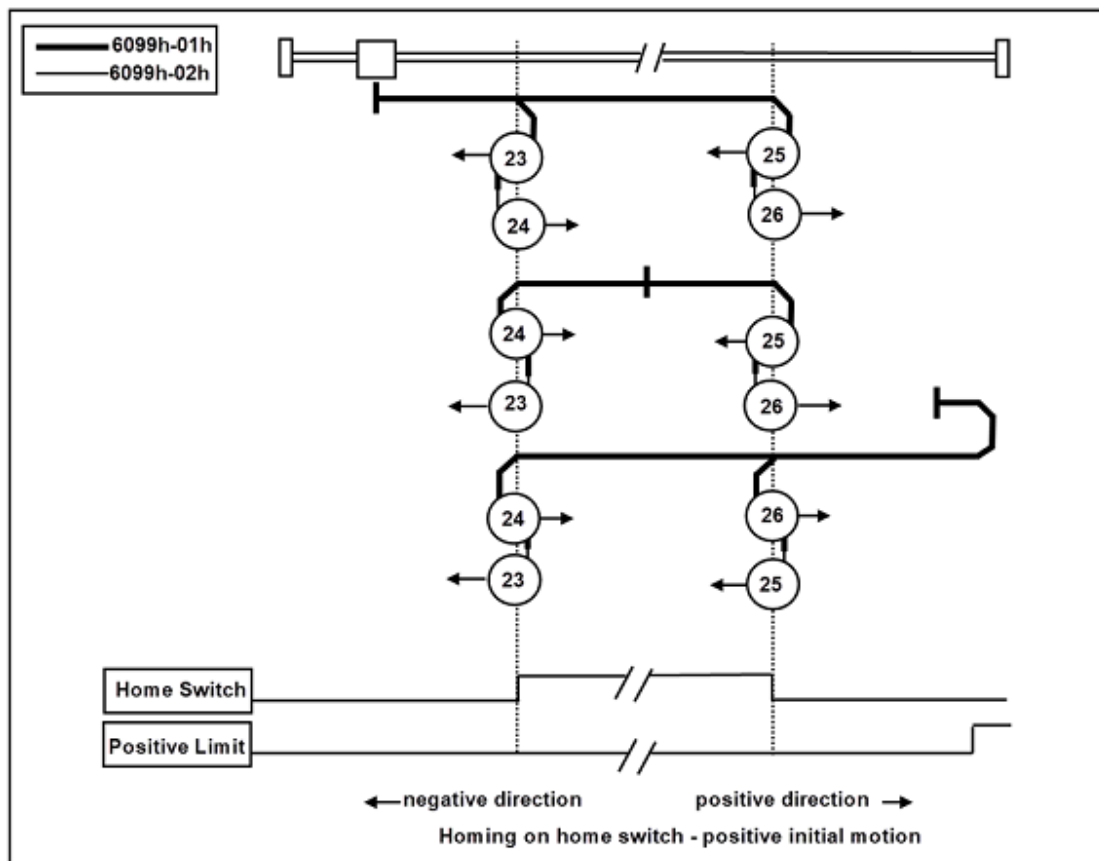 6099h-01h
6099h-02h
23
25
24
26
24
25
23
26
24
26
23
25
Home Switch
Positive Limit
negative direction
positive direction
Homing on home switch - positive initial motion